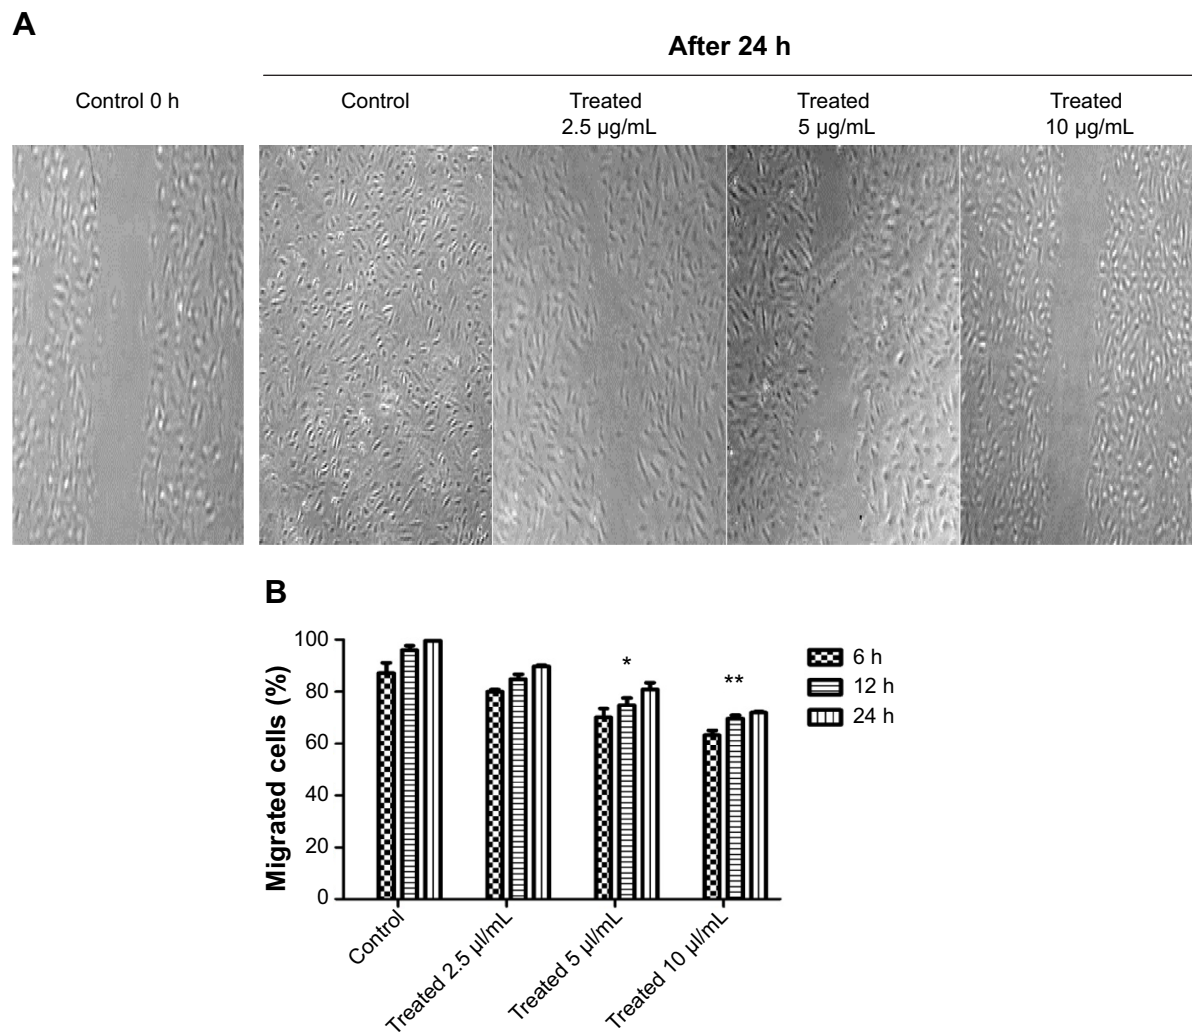 A
After 24 h
Control 0 h
Control
Treated
2.5 µg/mL
Treated
5 µg/mL
Treated
10 µg/mL
B
Migrated cells (%)
100
80
60
40
20
0
*
**
6 h
12 h
24 h
Control
Treated 2.5 µl/mL
Treated 5 µl/mL
Treated 10 µl/mL